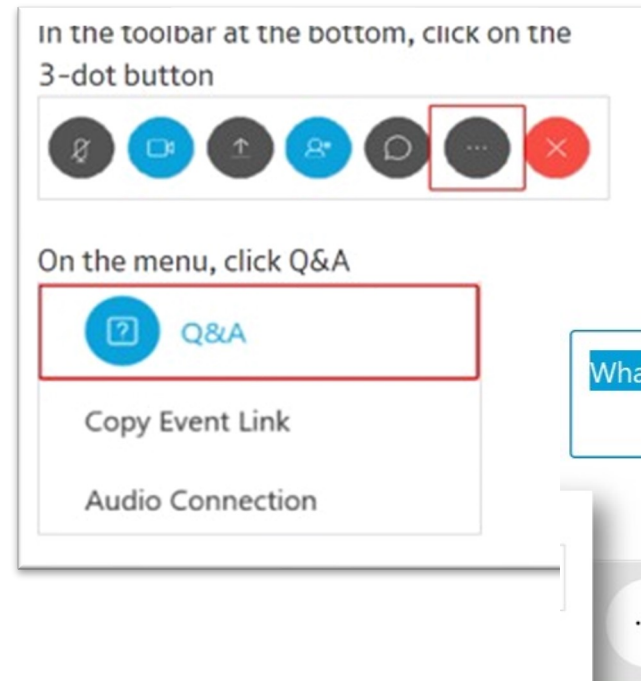 In the toolbar at the bottom, click on the
3-dot button
On the menu, click Q&A
Q&A
Copy Event Link
Audio Connection